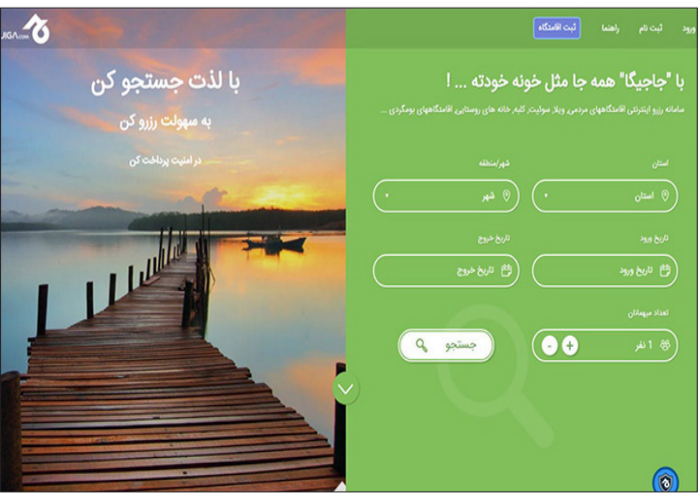 ورود
ثبت نام
راهنما
ثبت اقامتگاه
با "جاجیگا" همه جا مثل خونه خودته ... !
سامانه رزرو اینترنتی اقامتگاههای مردمی, ویلا, سوئیت, کلبه, خانه های روستایی, اقامتگاههای بومگردی ...
استان
شهر/منطقه
استان
شهر
تاریخ ورود
تاریخ خروج
تاریخ ورود
تاریخ خروج
تعداد میهمانان
1 نفر
+
-
جستجو
JIGA.COM
با لذت جستجو کن
به سهولت رزرو کن
در امنیت پرداخت کن